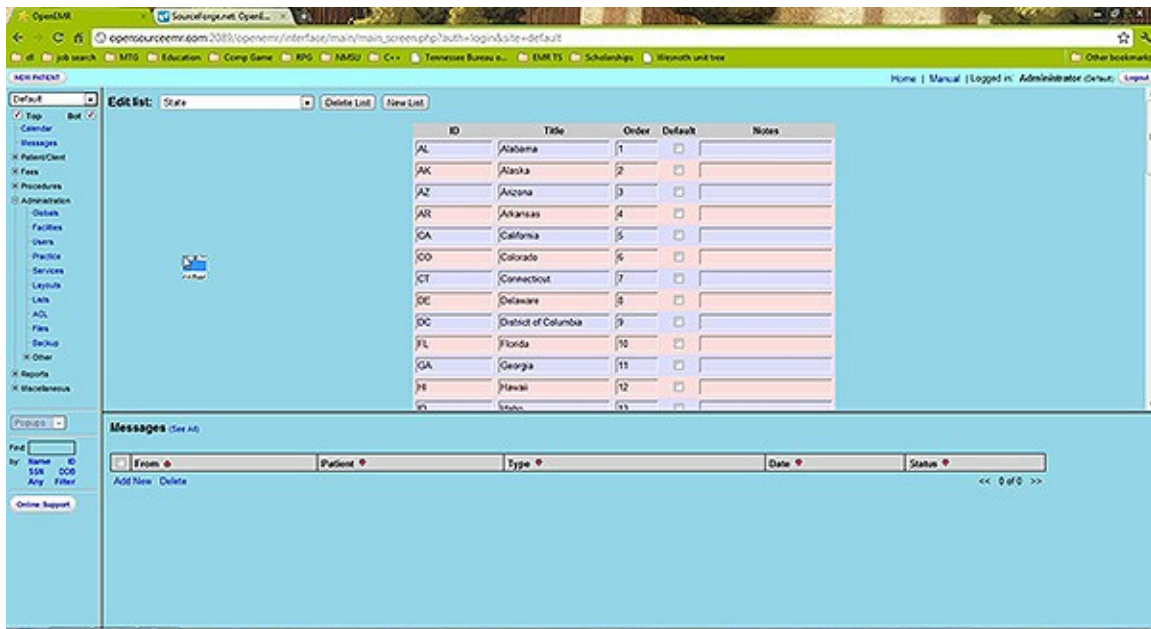 OpenEMR
SourceForge.net: OpenE...
opensourceemr.com:2089/openemr/interface/main/main_screen.php?auth=login&site=default
dl job search MTG Education Comp Game RPG NMSU C++ Tennessee Bureau o... EMR TS Scholarships Wesnoth unit tree Other bookmarks
NEW PATIENT
Home | Manual | Logged in: Administrator (Default) Logout
Default
Top Bot
Calendar
Messages
Patient/Client
Fees
Procedures
Administration
Globals
Facilities
Users
Practice
Services
Layouts
Lists
ACL
Files
Backup
Other
Reports
Miscellaneous
Popups
Find
by: Name ID
SSN DOB
Any Filter
Online Support
Edit list: State Delete List New List
ID Title Order Default Notes
AL Alabama 1
AK Alaska 2
AZ Arizona 3
AR Arkansas 4
CA California 5
CO Colorado 6
CT Connecticut 7
DE Delaware 8
DC District of Columbia 9
FL Florida 10
GA Georgia 11
HI Hawaii 12
ID Idaho 13
Messages (See All)
From Patient Type Date Status
Add New Delete << 0 of 0 >>